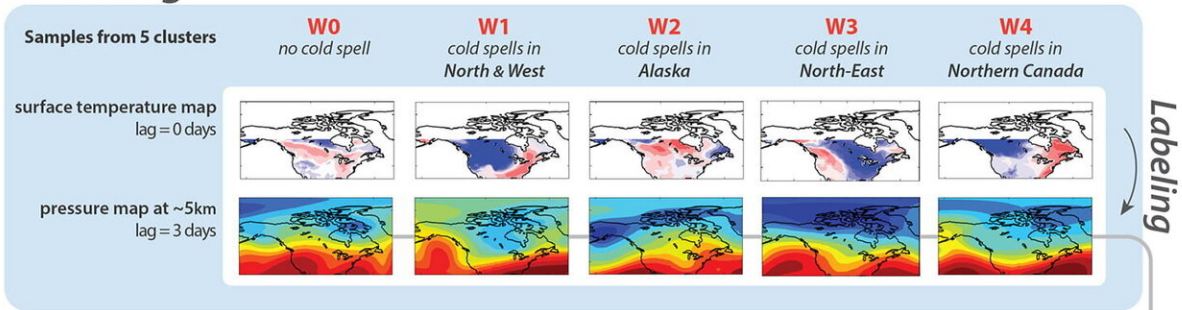 Samples from 5 clusters
W0
no cold spell
W1
cold spells in
North & West
W2
cold spells in
Alaska
W3
cold spells in
North-East
W4
cold spells in
Northern Canada
surface temperature map
lag = 0 days
pressure map at ~5km
lag = 3 days
Labeling